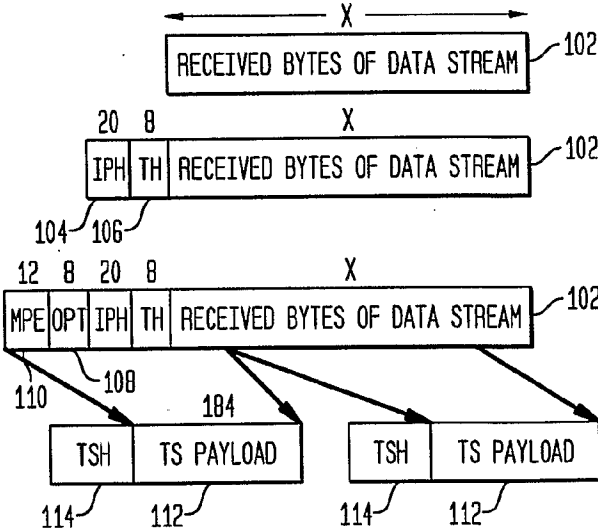 X
RECEIVED BYTES OF DATA STREAM 102
20 8 X
IPH TH RECEIVED BYTES OF DATA STREAM 102
104 106
12 8 20 8 X
MPE OPT IPH TH RECEIVED BYTES OF DATA STREAM 102
110 108
184
TSH TS PAYLOAD TSH TS PAYLOAD
114 112 114 112